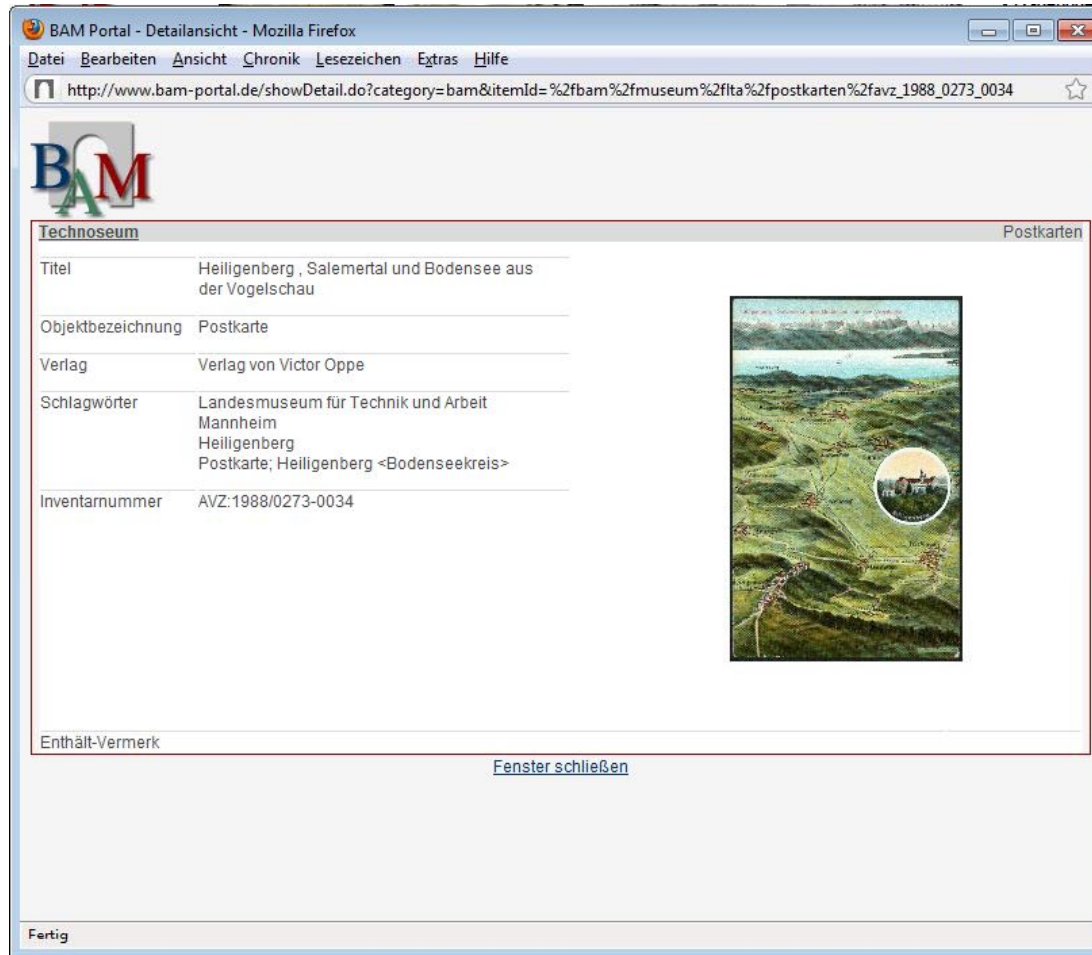 BAM Portal - Detailansicht - Mozilla Firefox
Datei Bearbeiten Ansicht Chronik Lesezeichen Extras Hilfe
http://www.bam-portal.de/showDetail.do?category=bam&itemId=%2fbam%2fmuseum%2flta%2fpostkarten%2favz_1988_0273_0034
BAM
Technoseum Postkarten
Titel Heiligenberg , Salemertal und Bodensee aus
der Vogelschau
Objektbezeichnung Postkarte
Verlag Verlag von Victor Oppe
Schlagwörter Landesmuseum für Technik und Arbeit
Mannheim
Heiligenberg
Postkarte; Heiligenberg <Bodenseekreis>
Inventarnummer AVZ:1988/0273-0034
Enthält-Vermerk
Fenster schließen
Fertig